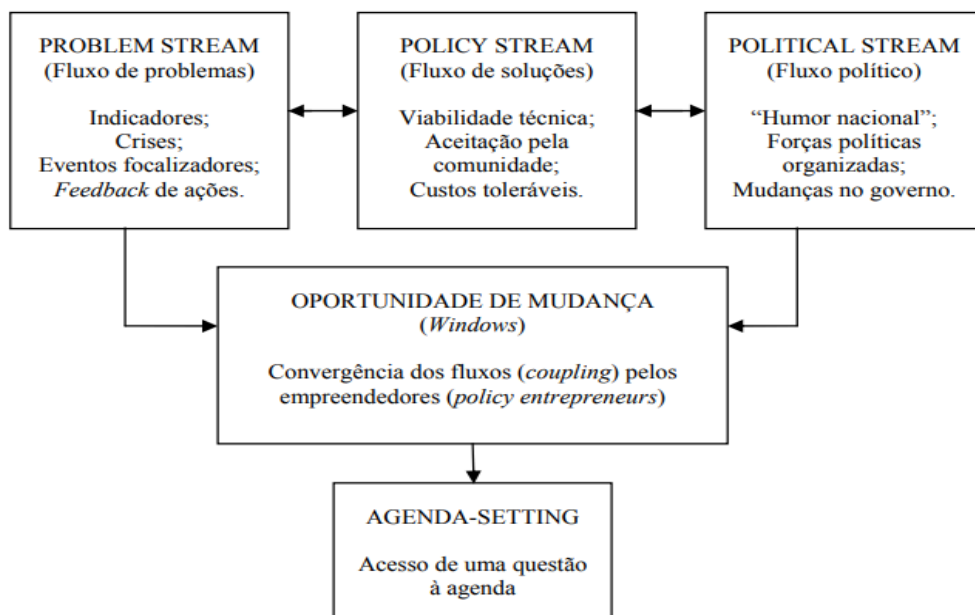 PROBLEM STREAM
(Fluxo de problemas)
Indicadores;
Crises;
Eventos focalizadores;
Feedback de ações.
POLICY STREAM
(Fluxo de soluções)
Viabilidade técnica;
Aceitação pela
comunidade;
Custos toleráveis.
POLITICAL STREAM
(Fluxo político)
“Humor nacional”;
Forças políticas
organizadas;
Mudanças no governo.
OPORTUNIDADE DE MUDANÇA
(Windows)
Convergência dos fluxos (coupling) pelos
empreendedores (policy entrepreneurs)
AGENDA-SETTING
Acesso de uma questão
à agenda